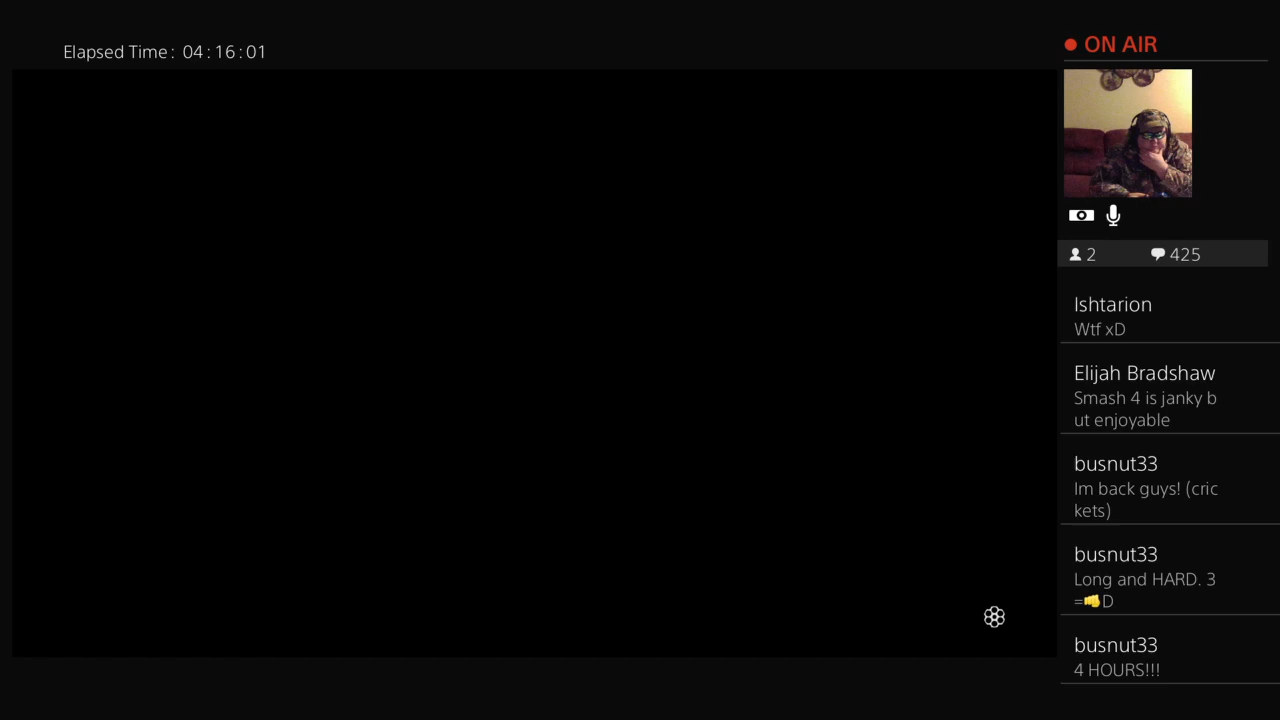 Elapsed Time: 04:16:01
ON AIR
2 425
Ishtarion
Wtf xD
Elijah Bradshaw
Smash 4 is janky b
ut enjoyable
busnut33
Im back guys! (cric
kets)
busnut33
Long and HARD. 3
=👊D
busnut33
4 HOURS!!!